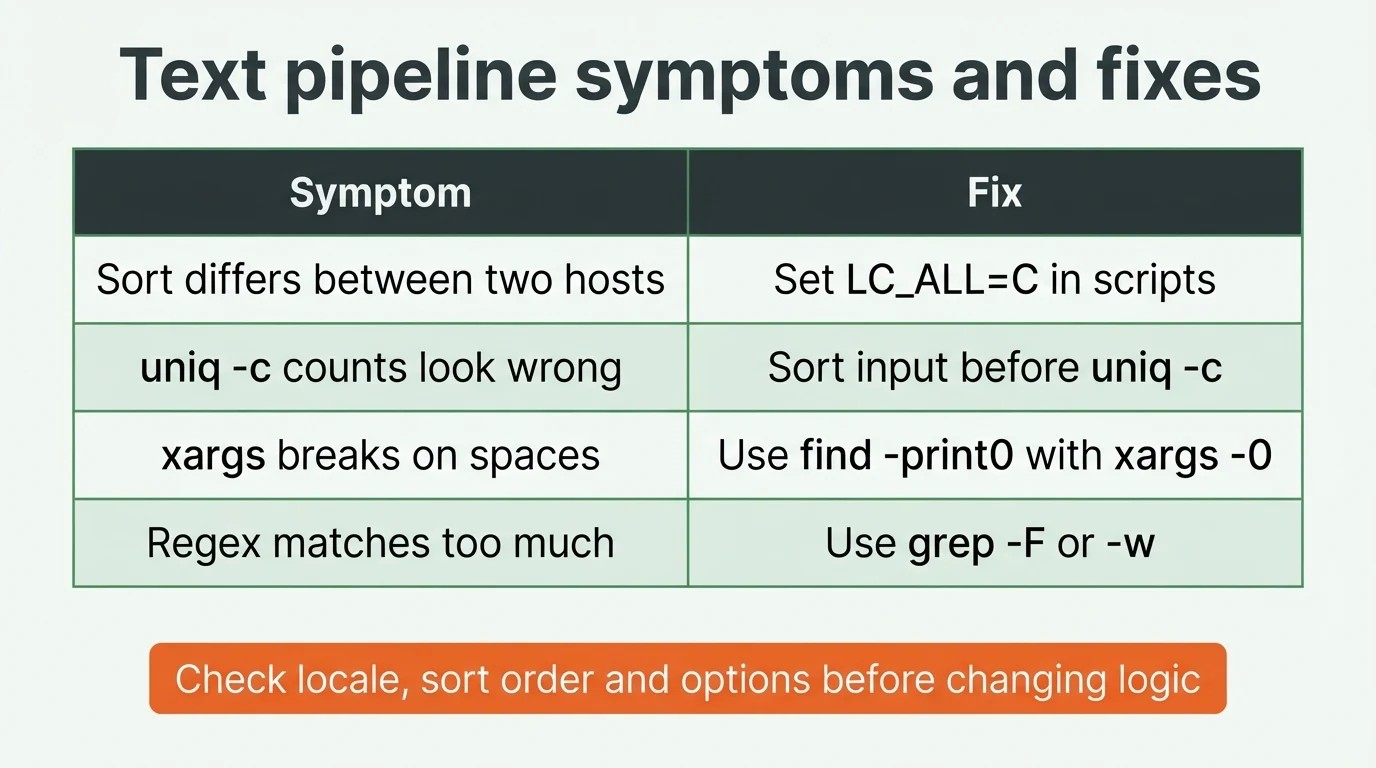 Text pipeline symptoms and fixes
Symptom
Fix
Sort differs between two hosts
Set LC_ALL=C in scripts
uniq -c counts look wrong
Sort input before uniq -c
xargs breaks on spaces
Use find -print0 with xargs -0
Regex matches too much
Use grep -F or -w
Check locale, sort order and options before changing logic